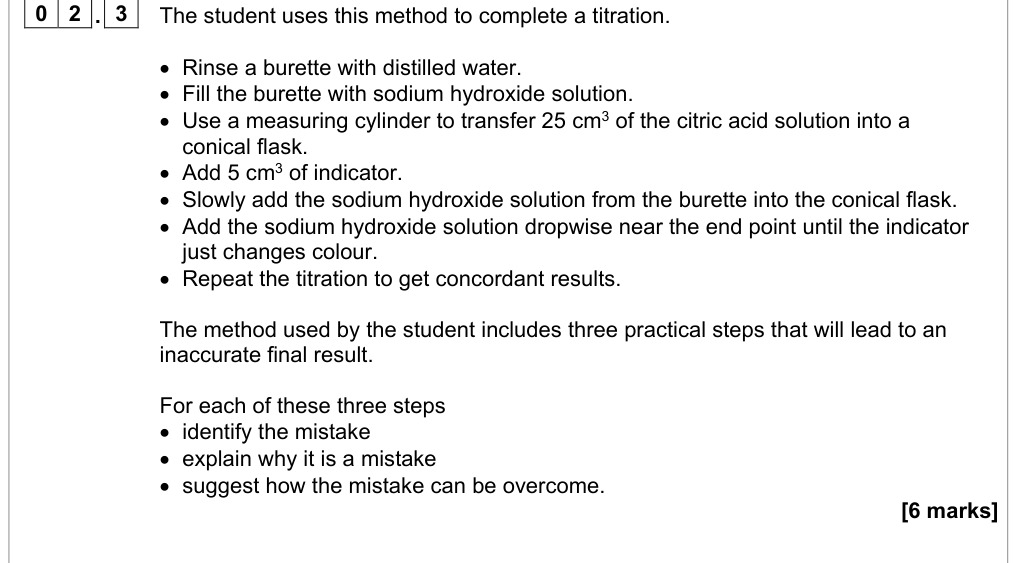 0 2 . 3 The student uses this method to complete a titration.
• Rinse a burette with distilled water.
• Fill the burette with sodium hydroxide solution.
• Use a measuring cylinder to transfer 25 cm³ of the citric acid solution into a
conical flask.
• Add 5 cm³ of indicator.
• Slowly add the sodium hydroxide solution from the burette into the conical flask.
• Add the sodium hydroxide solution dropwise near the end point until the indicator
just changes colour.
• Repeat the titration to get concordant results.
The method used by the student includes three practical steps that will lead to an
inaccurate final result.
For each of these three steps
• identify the mistake
• explain why it is a mistake
• suggest how the mistake can be overcome.
[6 marks]